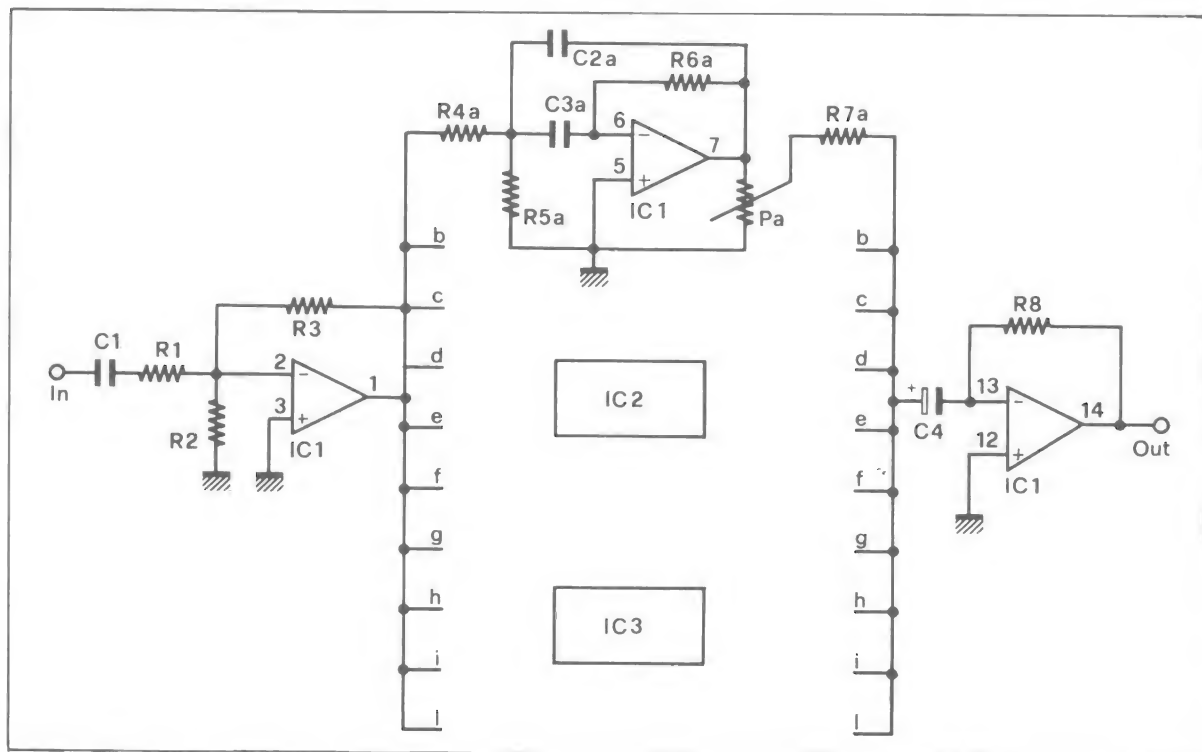 C2a
R6a
R4a
C3a
R7a
6
−
7
5
+
R5a
IC1
Pa
b
b
c
c
R3
R8
C1
R1
d
d
In
2
−
1
IC2
+
13
−
14
3
+
e
e
C4
12
+
Out
R2
IC1
f
f
IC1
g
g
h
h
IC3
i
i
l
l